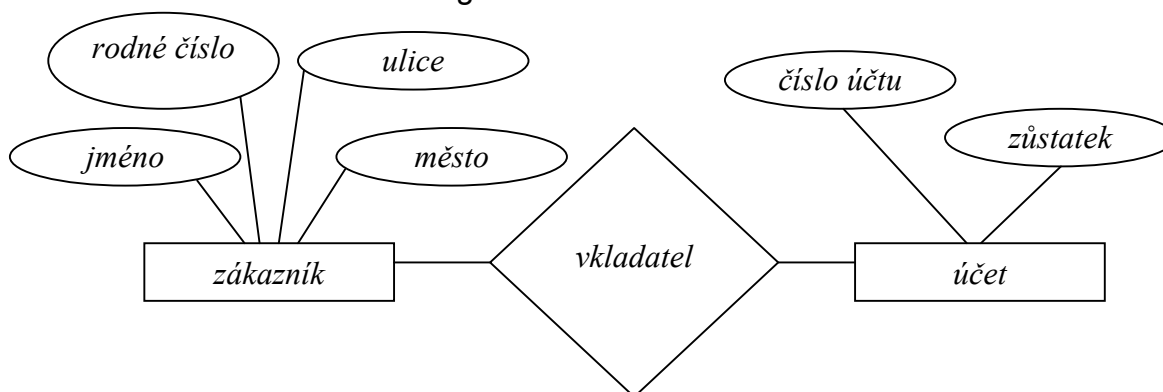 rodné číslo
ulice
číslo účtu
jméno
město
zůstatek
vkladatel
zákazník
účet